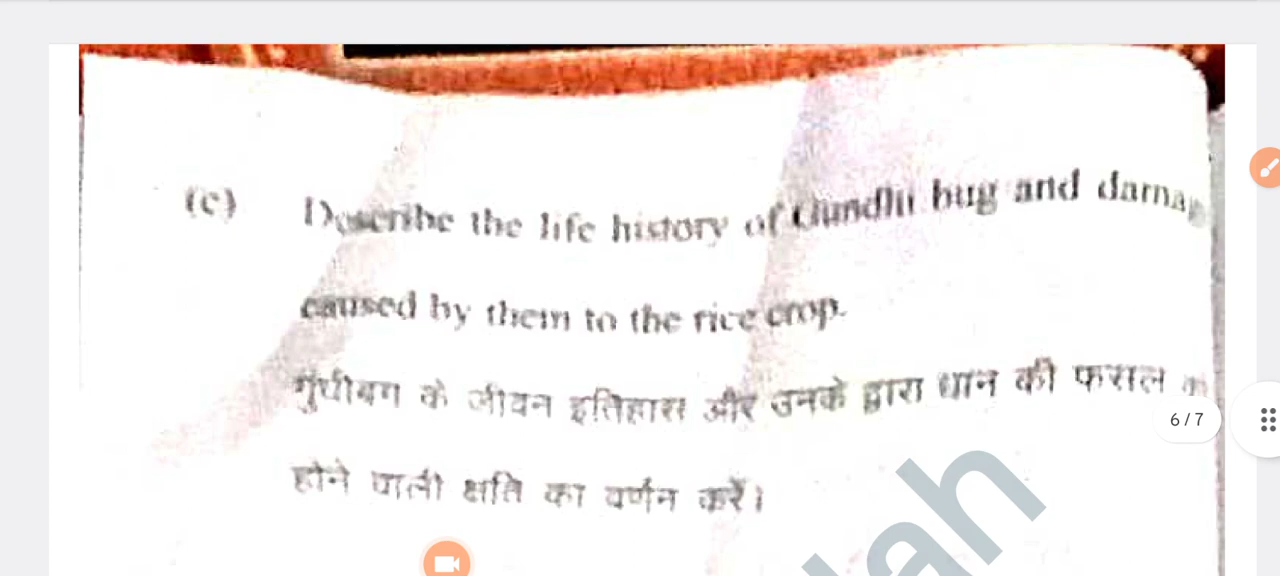 (c) Describe the life history of Gundhi bug and
caused by them to the rice crop.
गुंधीबग के जीवन इतिहास और उनके द्वारा धान की फसल
होने वाली क्षति का वर्णन करें।
6 / 7